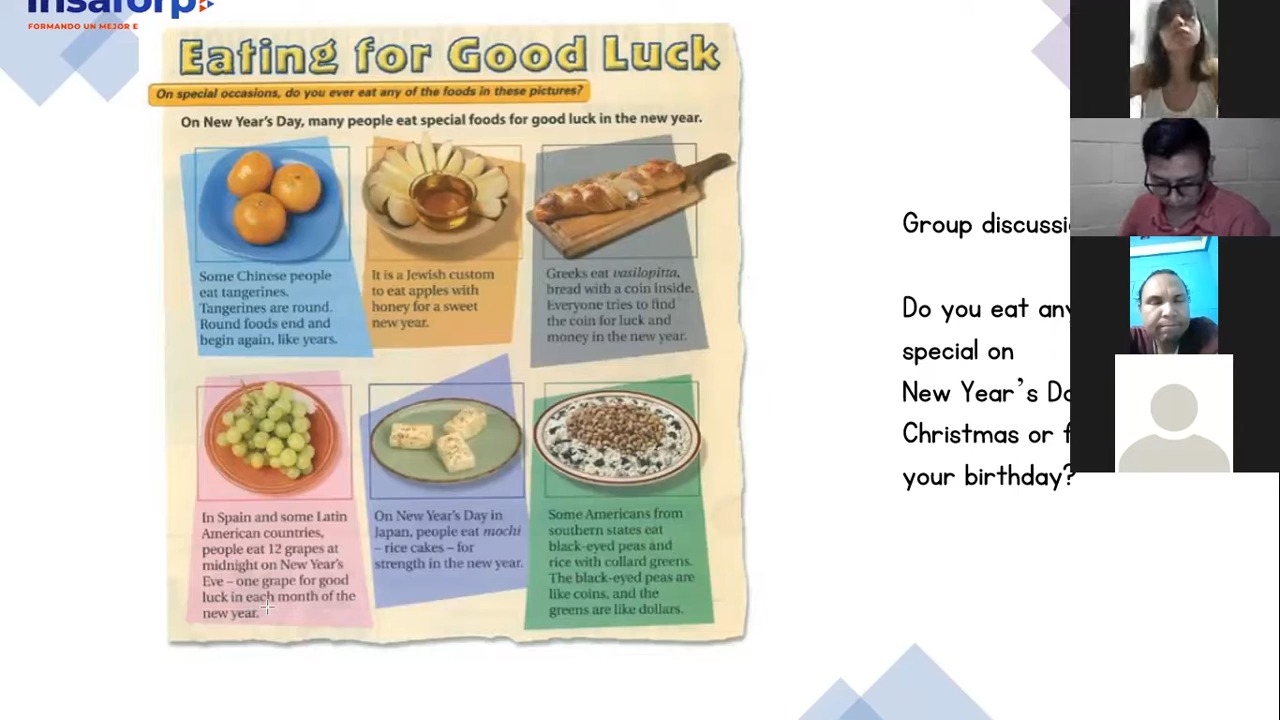 insaforp
FORMANDO UN MEJOR E
Eating for Good Luck
On special occasions, do you ever eat any of the foods in these pictures?
On New Year's Day, many people eat special foods for good luck in the new year.
Some Chinese people
eat tangerines.
Tangerines are round.
Round foods end and
begin again, like years.
It is a Jewish custom
to eat apples with
honey for a sweet
new year.
Greeks eat vasilopitta,
bread with a coin inside.
Everyone tries to find
the coin for luck and
money in the new year.
In Spain and some Latin
American countries,
people eat 12 grapes at
midnight on New Year's
Eve – one grape for good
luck in each month of the
new year.
On New Year's Day in
Japan, people eat mochi
– rice cakes – for
strength in the new year.
Some Americans from
southern states eat
black-eyed peas and
rice with collard greens.
The black-eyed peas are
like coins, and the
greens are like dollars.
Group discussi
Do you eat any
special on
New Year's Da
Christmas or f
your birthday?